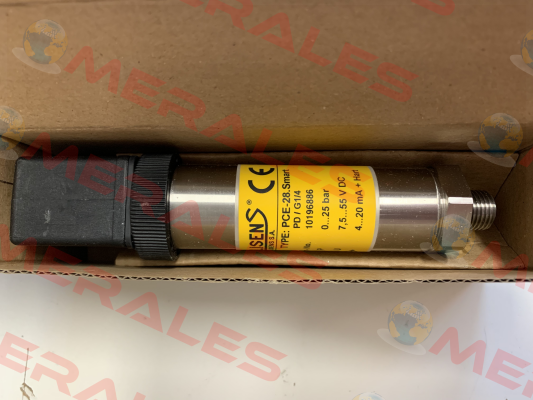 MERALES
JSENS® CE
S.A.
TYPE: PCE-28.Smart
PD / G1/4
10196886
0...25 bar
7,5...55 V DC
4...20 mA + Hart
MERALES
MERALES